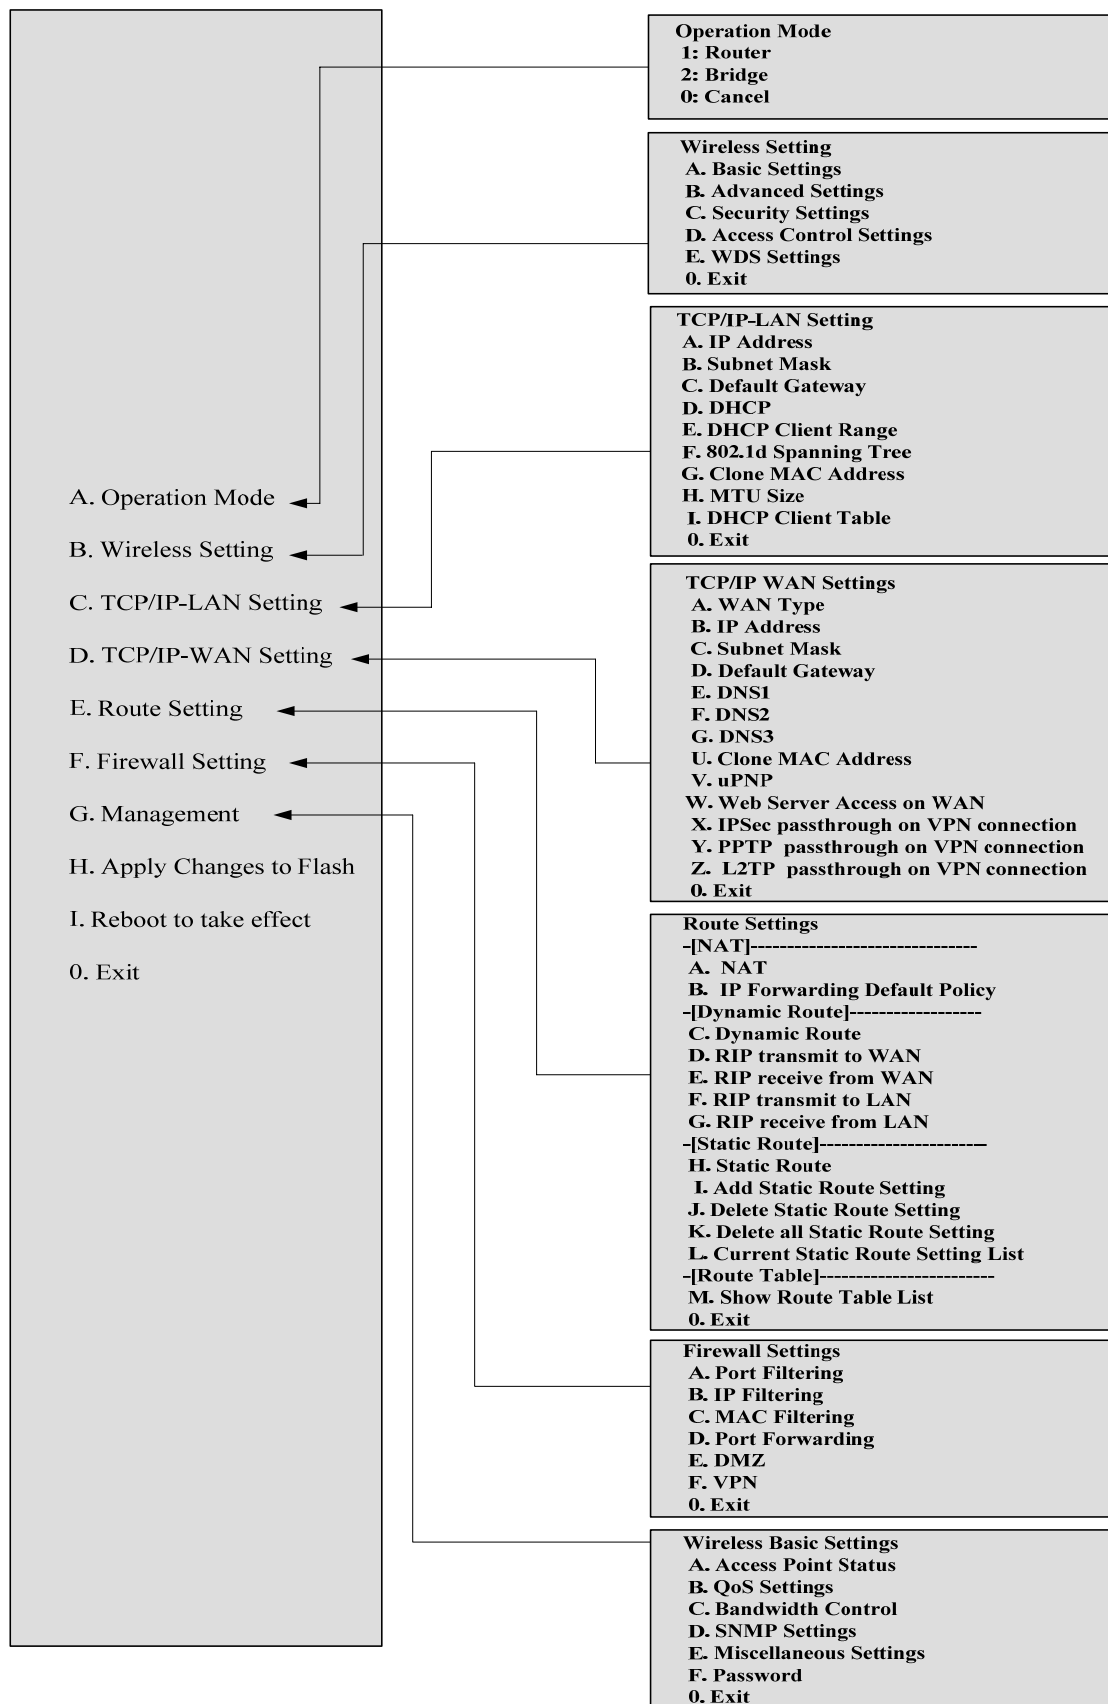 A. Operation Mode
B. Wireless Setting
C. TCP/IP-LAN Setting
D. TCP/IP-WAN Setting
E. Route Setting
F. Firewall Setting
G. Management
H. Apply Changes to Flash
I. Reboot to take effect
0. Exit
Operation Mode
1: Router
2: Bridge
0: Cancel
Wireless Setting
A. Basic Settings
B. Advanced Settings
C. Security Settings
D. Access Control Settings
E. WDS Settings
0. Exit
TCP/IP-LAN Setting
A. IP Address
B. Subnet Mask
C. Default Gateway
D. DHCP
E. DHCP Client Range
F. 802.1d Spanning Tree
G. Clone MAC Address
H. MTU Size
I. DHCP Client Table
0. Exit
TCP/IP WAN Settings
A. WAN Type
B. IP Address
C. Subnet Mask
D. Default Gateway
E. DNS1
F. DNS2
G. DNS3
U. Clone MAC Address
V. uPNP
W. Web Server Access on WAN
X. IPSec passthrough on VPN connection
Y. PPTP passthrough on VPN connection
Z. L2TP passthrough on VPN connection
0. Exit
Route Settings
-[NAT]-------------------------------
A. NAT
B. IP Forwarding Default Policy
-[Dynamic Route]------------------
C. Dynamic Route
D. RIP transmit to WAN
E. RIP receive from WAN
F. RIP transmit to LAN
G. RIP receive from LAN
-[Static Route]-----------------------
H. Static Route
I. Add Static Route Setting
J. Delete Static Route Setting
K. Delete all Static Route Setting
L. Current Static Route Setting List
-[Route Table]------------------------
M. Show Route Table List
0. Exit
Firewall Settings
A. Port Filtering
B. IP Filtering
C. MAC Filtering
D. Port Forwarding
E. DMZ
F. VPN
0. Exit
Wireless Basic Settings
A. Access Point Status
B. QoS Settings
C. Bandwidth Control
D. SNMP Settings
E. Miscellaneous Settings
F. Password
0. Exit